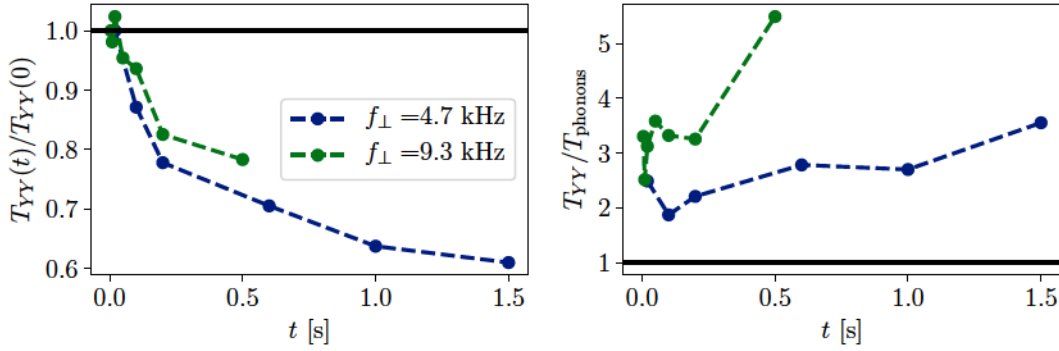 T_{YY}(t)/T_{YY}(0)
1.0
0.9
0.8
0.7
0.6
f_⊥ =4.7 kHz
f_⊥ =9.3 kHz
0.0 0.5 1.0 1.5
t [s]
T_{YY}/T_{phonons}
5
4
3
2
1
0.0 0.5 1.0 1.5
t [s]